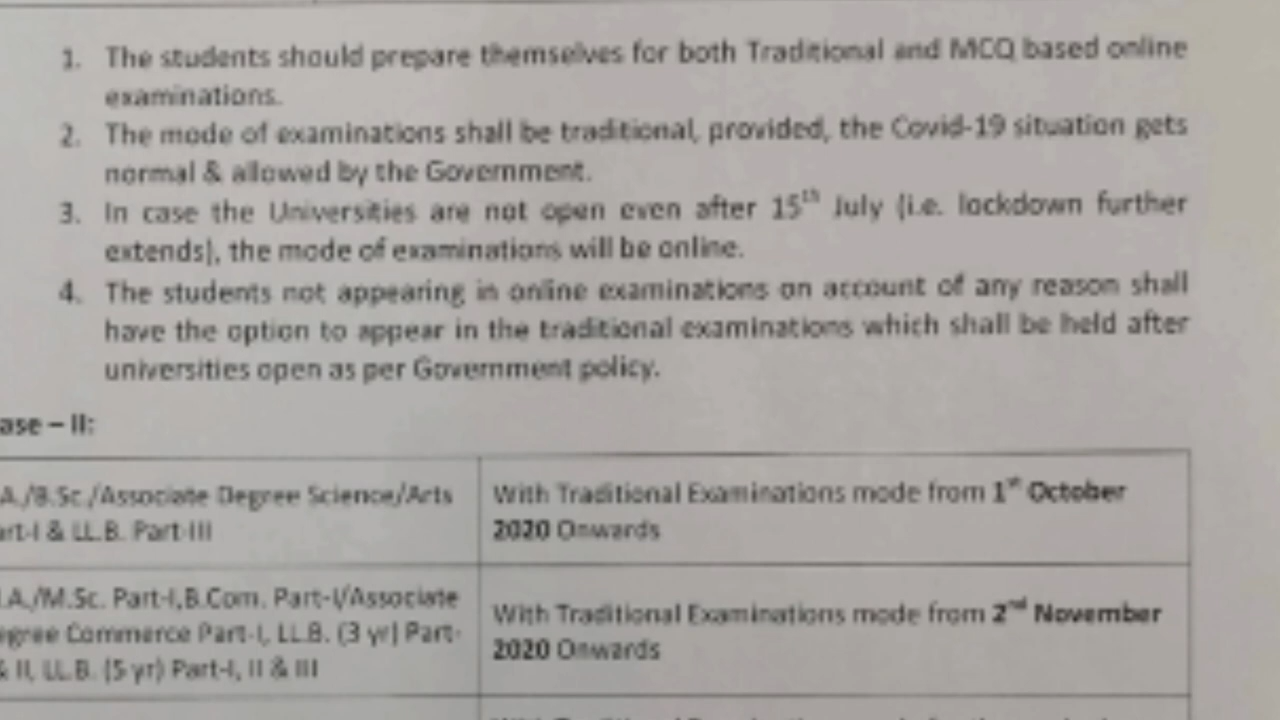 1. The students should prepare themselves for both Traditional and MCQ based online
examinations.
2. The mode of examinations shall be traditional, provided, the Covid-19 situation gets
normal & allowed by the Government.
3. In case the Universities are not open even after 15th July (i.e. lockdown further
extends), the mode of examinations will be online.
4. The students not appearing in online examinations on account of any reason shall
have the option to appear in the traditional examinations which shall be held after
universities open as per Government policy.
ase – II:
.A./B.Sc./Associate Degree Science/Arts
art-I & LL.B. Part-III
With Traditional Examinations mode from 1st October
2020 Onwards
.A./M.Sc. Part-I,B.Com. Part-I/Associate
egree Commerce Part-I, LL.B. (3 yr) Part-
& II, LL.B. (5 yr) Part-I, II & III
With Traditional Examinations mode from 2nd November
2020 Onwards